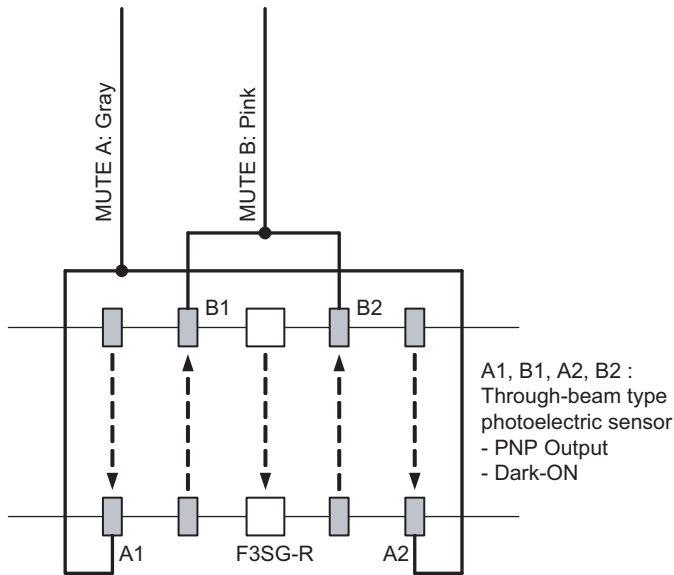 MUTE A: Gray
MUTE B: Pink
B1
B2
A1, B1, A2, B2 :
Through-beam type
photoelectric sensor
- PNP Output
- Dark-ON
A1
F3SG-R
A2